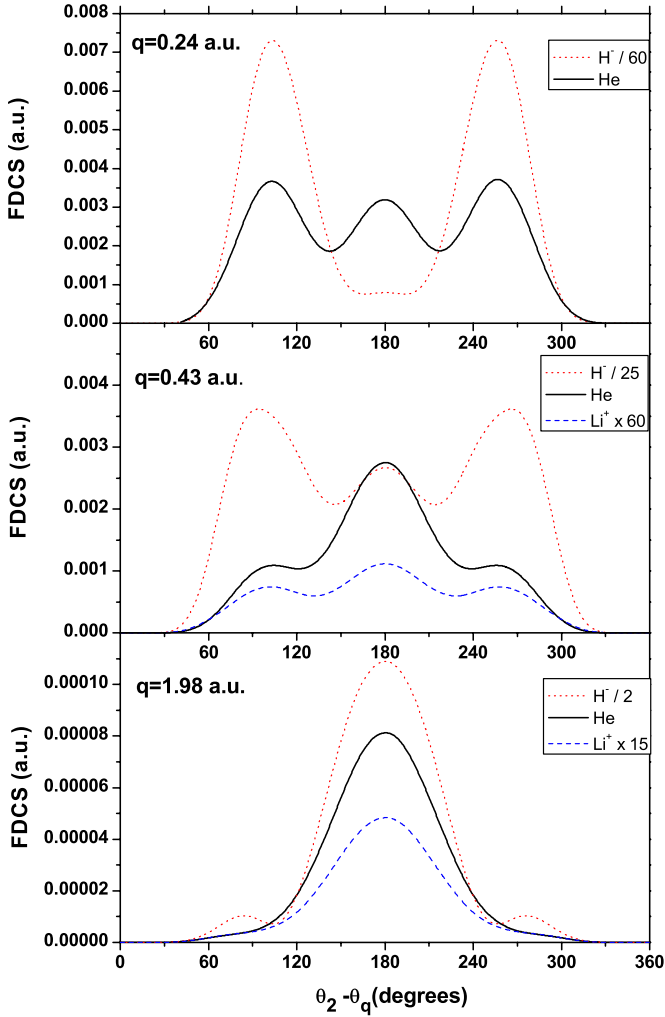 q=0.24 a.u.
H⁻ / 60
He
FDCS (a.u.)
0.008
0.007
0.006
0.005
0.004
0.003
0.002
0.001
0.000
60 120 180 240 300
q=0.43 a.u.
H⁻ / 25
He
Li⁺ x 60
FDCS (a.u.)
0.004
0.003
0.002
0.001
0.000
60 120 180 240 300
q=1.98 a.u.
H⁻ / 2
He
Li⁺ x 15
FDCS (a.u.)
0.00010
0.00008
0.00006
0.00004
0.00002
0.00000
0 60 120 180 240 300 360
θ₂ -θ_q(degrees)